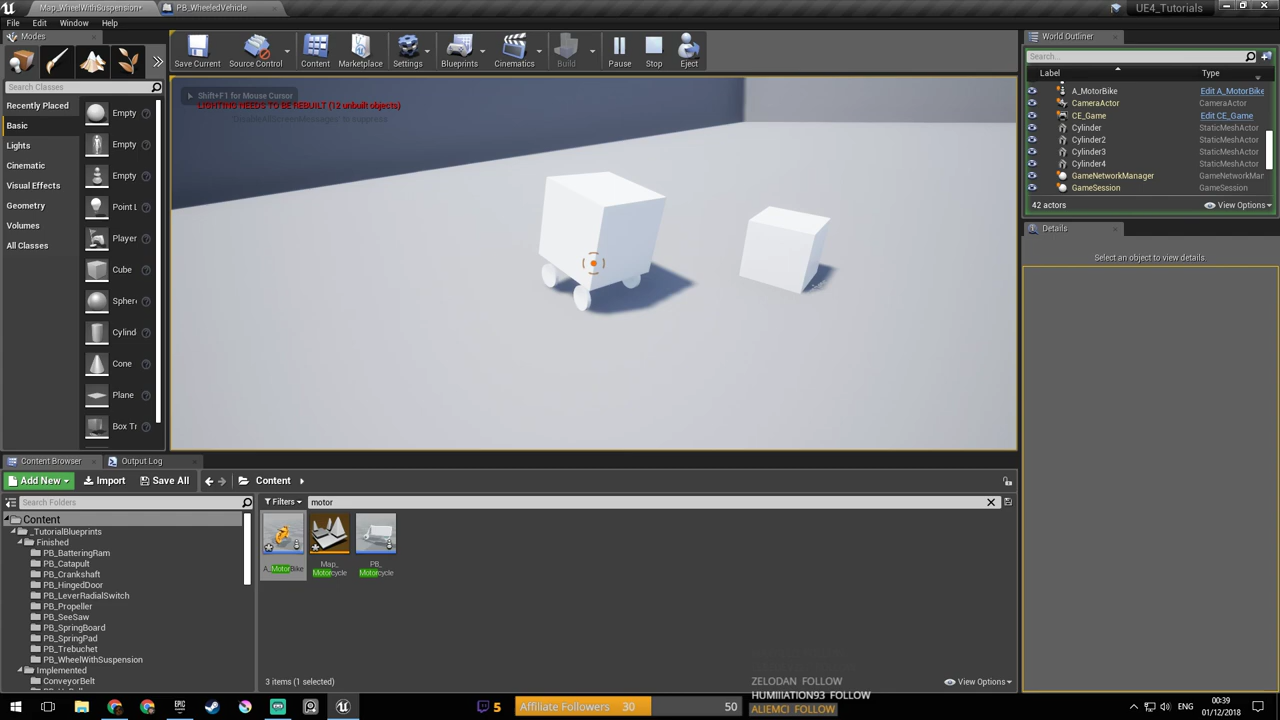 Map_WheelWithSuspension*
PB_WheeledVehicle
UE4_Tutorials
File Edit Window Help
Modes
Search Classes
Recently Placed
Basic
Lights
Cinematic
Visual Effects
Geometry
Volumes
All Classes
Empty
Empty
Empty
Point L
Player
Cube
Spher
Cylind
Cone
Plane
Box Tr
Save Current
Source Control
Content
Marketplace
Settings
Blueprints
Cinematics
Build
Pause
Stop
Eject
Shift+F1 for Mouse Cursor
LIGHTING NEEDS TO BE REBUILT (12 unbuilt objects)
'DisableAllScreenMessages' to suppress
World Outliner
Search...
Label Type
A_MotorBike Edit A_MotorBike
CameraActor CameraActor
CE_Game Edit CE_Game
Cylinder StaticMeshActor
Cylinder2 StaticMeshActor
Cylinder3 StaticMeshActor
Cylinder4 StaticMeshActor
GameNetworkManager GameNetworkMar
GameSession GameSession
42 actors
View Options
Details
Select an object to view details.
Content Browser
Output Log
Add New
Import
Save All
Content
Search Folders
Content
_TutorialBlueprints
Finished
PB_BatteringRam
PB_Catapult
PB_Crankshaft
PB_HingedDoor
PB_LeverRadialSwitch
PB_Propeller
PB_SeeSaw
PB_SpringBoard
PB_SpringPad
PB_Trebuchet
PB_WheelWithSuspension
Implemented
ConveyorBelt
Filters
motor
A_MotorBike
Map_
Motorcycle
PB_
Motorcycle
3 items (1 selected)
View Options
ZELODAN FOLLOW
HUMIIIATION93 FOLLOW
ALIEMCI FOLLOW
5
Affiliate Followers 30
50
ENG
00:39
01/12/2018